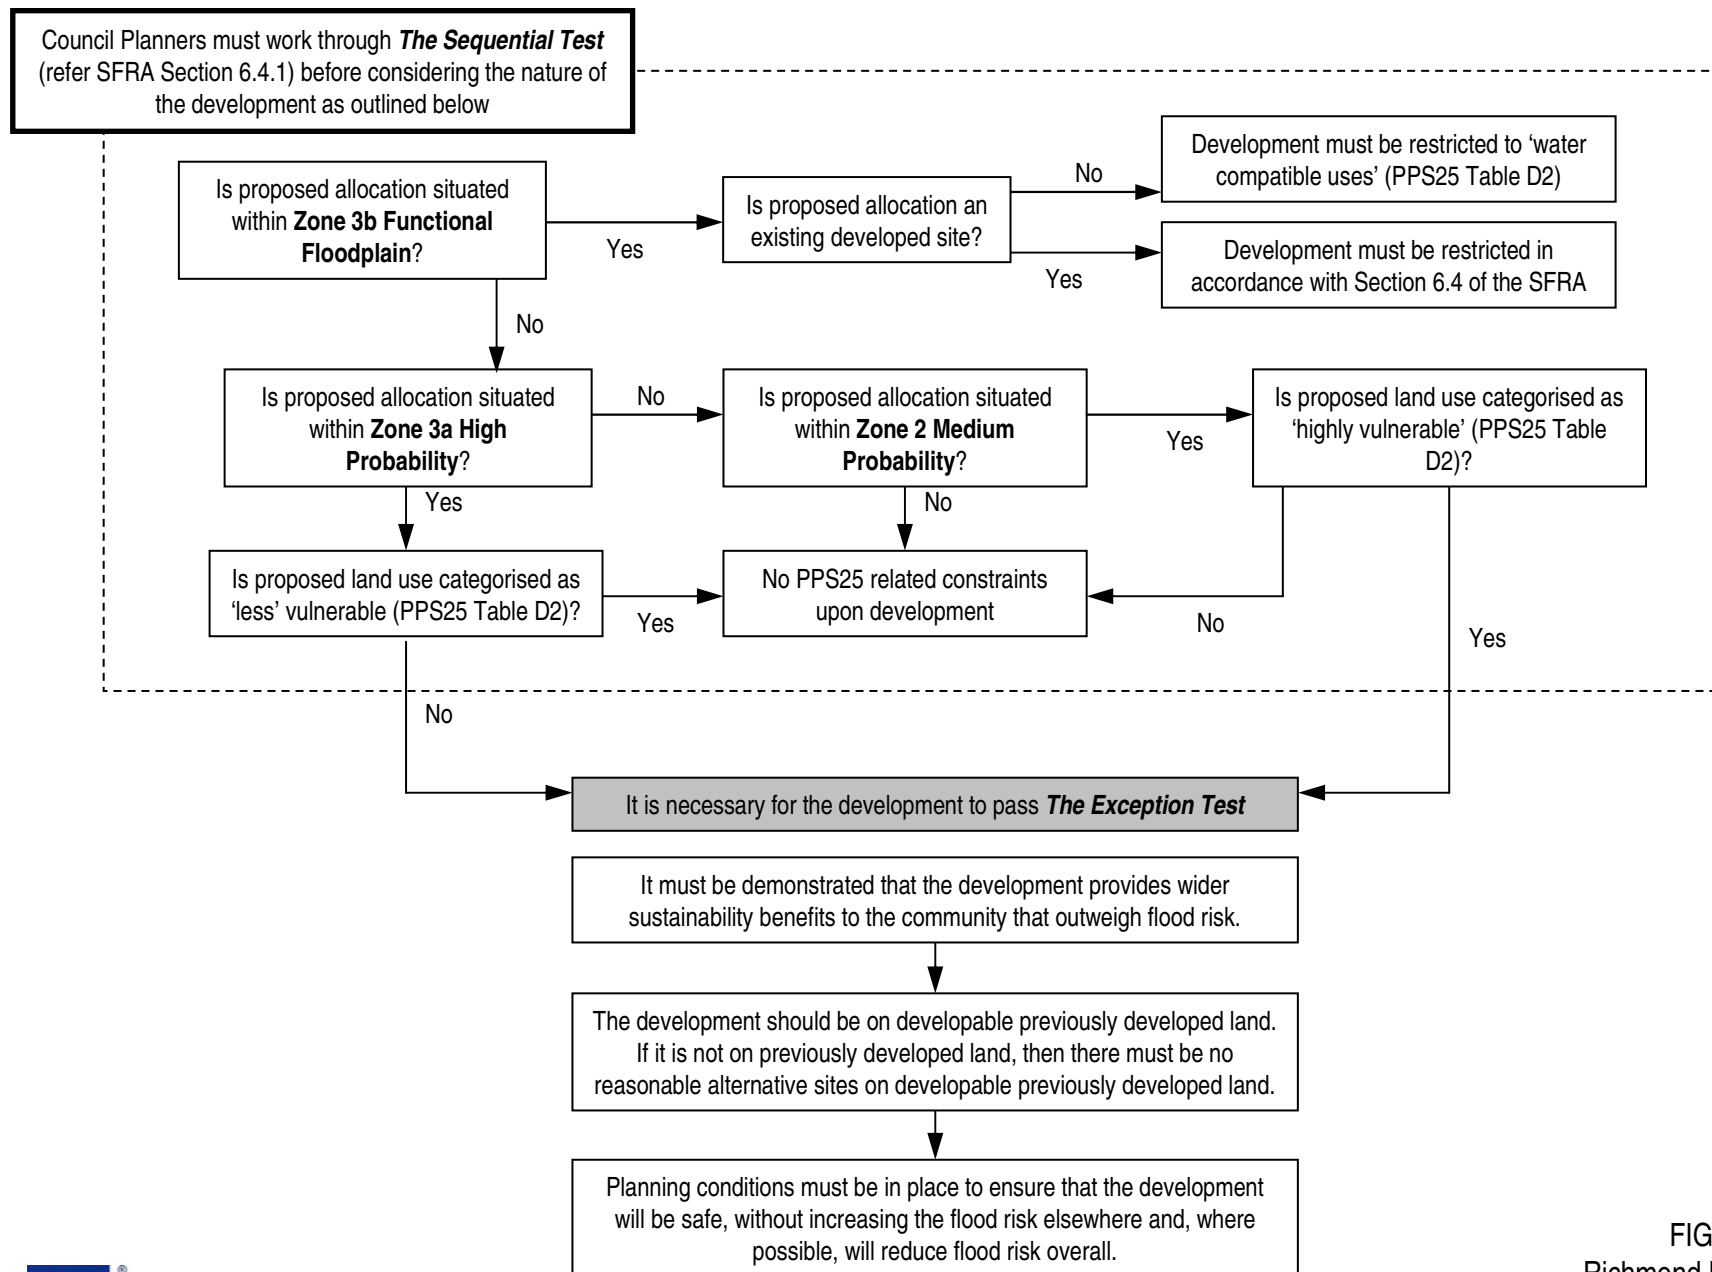 Council Planners must work through The Sequential Test
(refer SFRA Section 6.4.1) before considering the nature of
the development as outlined below
Is proposed allocation situated
within Zone 3b Functional
Floodplain?
Yes
Is proposed allocation an
existing developed site?
No
Development must be restricted to ‘water
compatible uses’ (PPS25 Table D2)
Yes
Development must be restricted in
accordance with Section 6.4 of the SFRA
No
Is proposed allocation situated
within Zone 3a High
Probability?
No
Is proposed allocation situated
within Zone 2 Medium
Probability?
Yes
Is proposed land use categorised as
‘highly vulnerable’ (PPS25 Table
D2)?
Yes
No
Is proposed land use categorised as
‘less’ vulnerable (PPS25 Table D2)?
Yes
No PPS25 related constraints
upon development
No
Yes
No
It is necessary for the development to pass The Exception Test
It must be demonstrated that the development provides wider
sustainability benefits to the community that outweigh flood risk.
The development should be on developable previously developed land.
If it is not on previously developed land, then there must be no
reasonable alternative sites on developable previously developed land.
Planning conditions must be in place to ensure that the development
will be safe, without increasing the flood risk elsewhere and, where
possible, will reduce flood risk overall.
FIG
®
Richmond